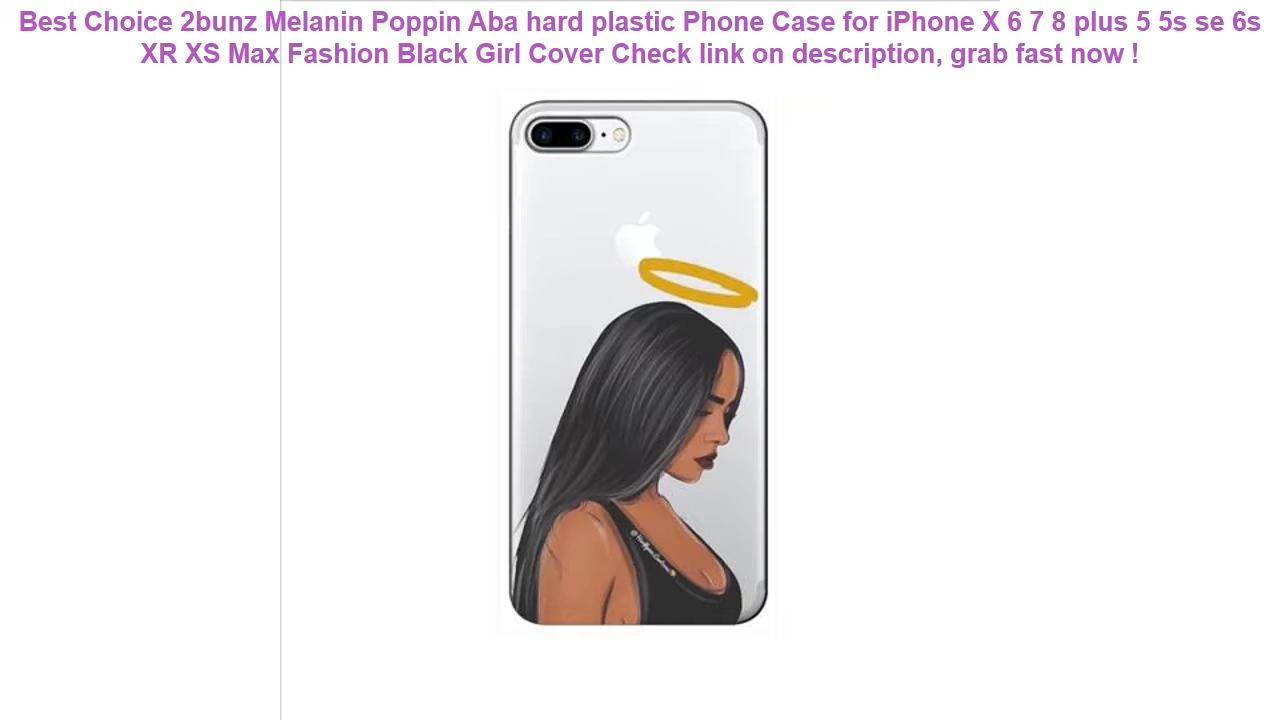 Best Choice 2bunz Melanin Poppin Aba hard plastic Phone Case for iPhone X 6 7 8 plus 5 5s se 6s
XR XS Max Fashion Black Girl Cover Check link on description, grab fast now !